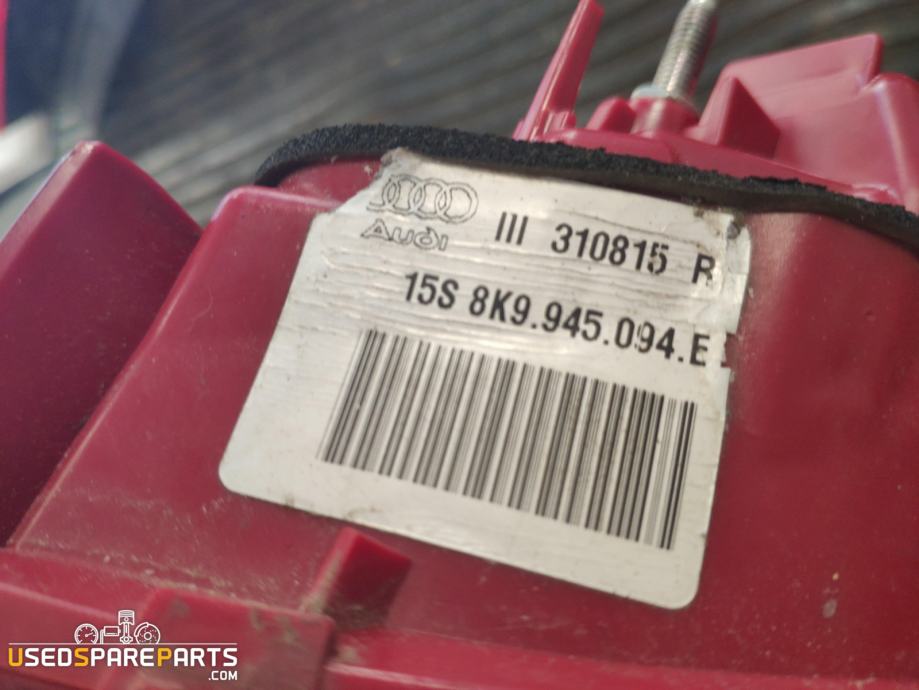 Audi
III 310815 R
15S 8K9.945.094.E
USEDSPAREPARTS
.COM